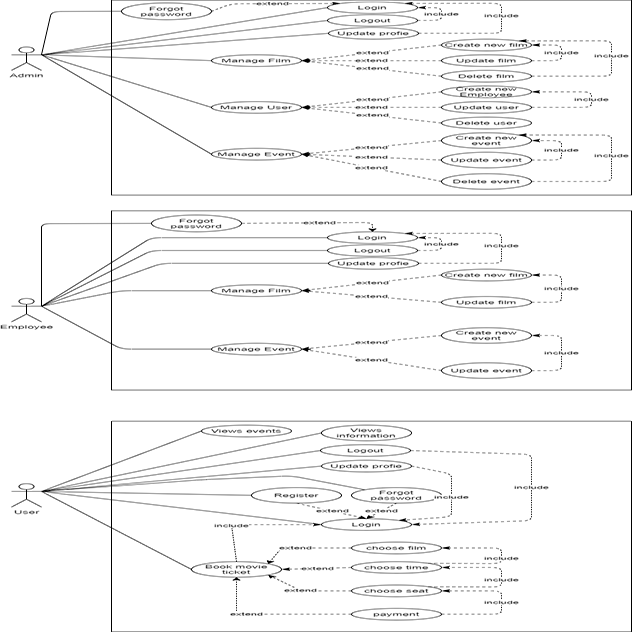 Forgot
password
extend
Login
include
include
Logout
Update profie
Admin
Manage Film
extend
extend
extend
Create new film
Update film
Delete film
include
include
Manage User
extend
extend
extend
Create new
Employee
Update user
Delete user
include
Manage Event
extend
extend
extend
Create new
event
Update event
Delete event
include
include
Forgot
password
extend
Login
Logout
include
include
Update profie
Employee
Manage Film
extend
extend
Create new film
Update film
include
Manage Event
extend
extend
Create new
event
Update event
include
Views events
Views
information
Logout
Update profie
User
Register
Forgot
password
include
include
extend
extend
Login
include
Book movie
ticket
extend
extend
extend
extend
choose film
choose time
choose seat
payment
include
include
include